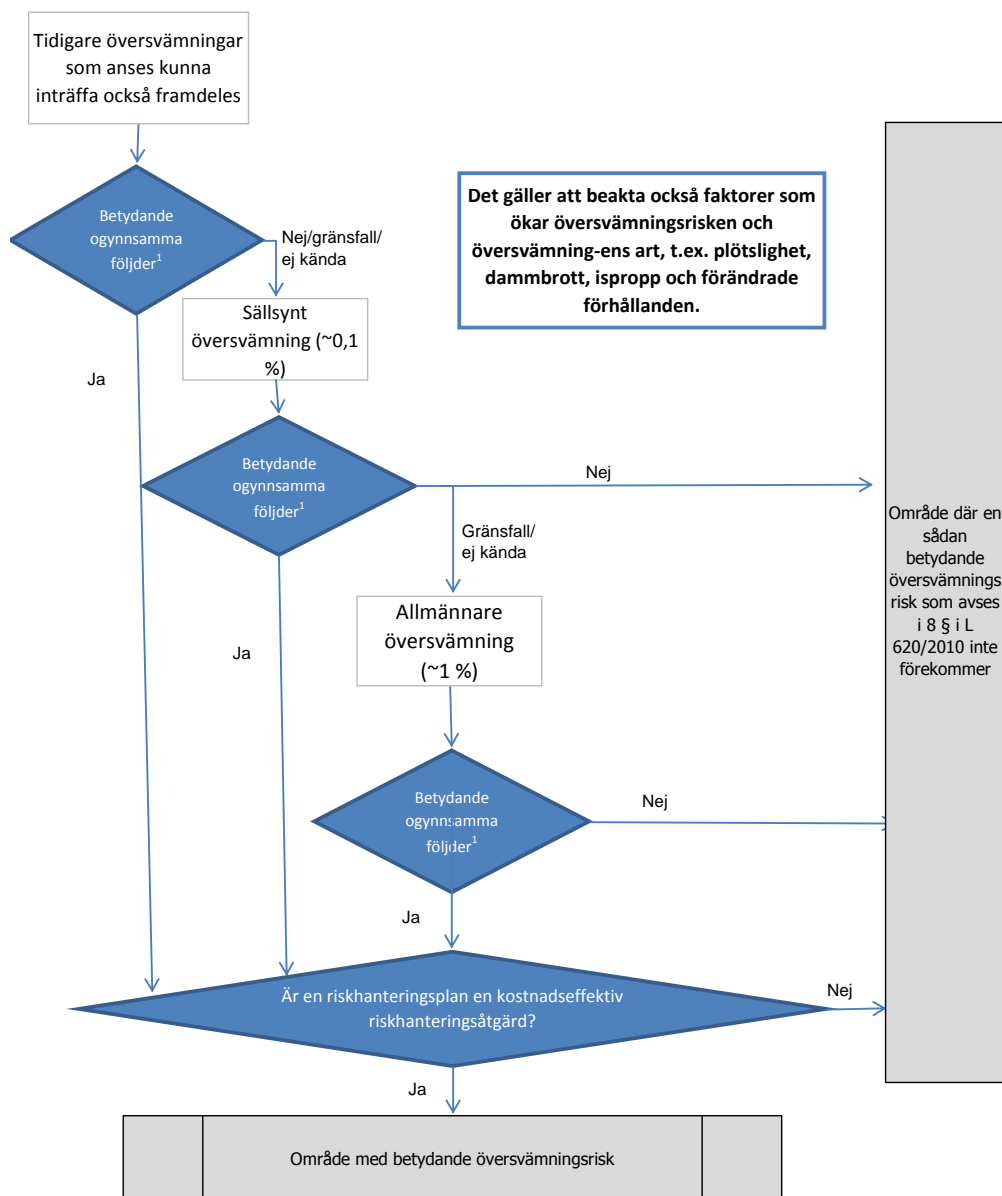 Tidigare översvämningar
som anses kunna
inträffa också framdeles
Betydande
ogynnsamma
följder1
Nej/gränsfall/
ej kända
Det gäller att beakta också faktorer som
ökar översvämningsrisken och
översvämning-ens art, t.ex. plötslighet,
dammbrott, ispropp och förändrade
förhållanden.
Sällsynt
översvämning (~0,1
%)
Ja
Betydande
ogynnsamma
följder1
Nej
Gränsfall/
ej kända
Område där en
sådan
betydande
översvämnings
risk som avses
i 8 § i L
620/2010 inte
förekommer
Allmännare
översvämning
(~1 %)
Ja
Betydande
ogynnsamma
följder1
Nej
Ja
Är en riskhanteringsplan en kostnadseffektiv
riskhanteringsåtgärd?
Nej
Ja
Område med betydande översvämningsrisk